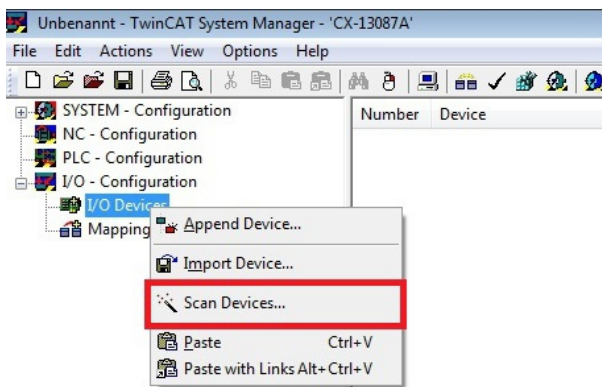 Unbenannt - TwinCAT System Manager - 'CX-13087A'
File Edit Actions View Options Help
SYSTEM - Configuration
NC - Configuration
PLC - Configuration
I/O - Configuration
I/O Devices
Mapping
Number Device
Append Device...
Import Device...
Scan Devices...
Paste Ctrl+V
Paste with Links Alt+Ctrl+V